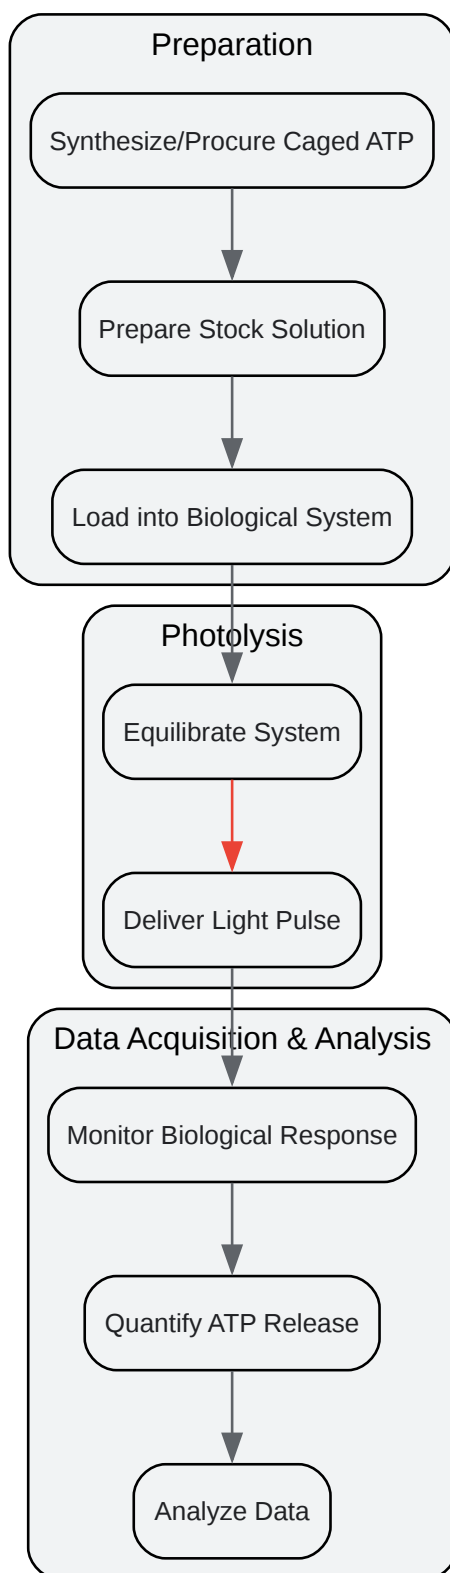 Preparation
Synthesize/Procure Caged ATP
Prepare Stock Solution
Load into Biological System
Photolysis
Equilibrate System
Deliver Light Pulse
Data Acquisition & Analysis
Monitor Biological Response
Quantify ATP Release
Analyze Data